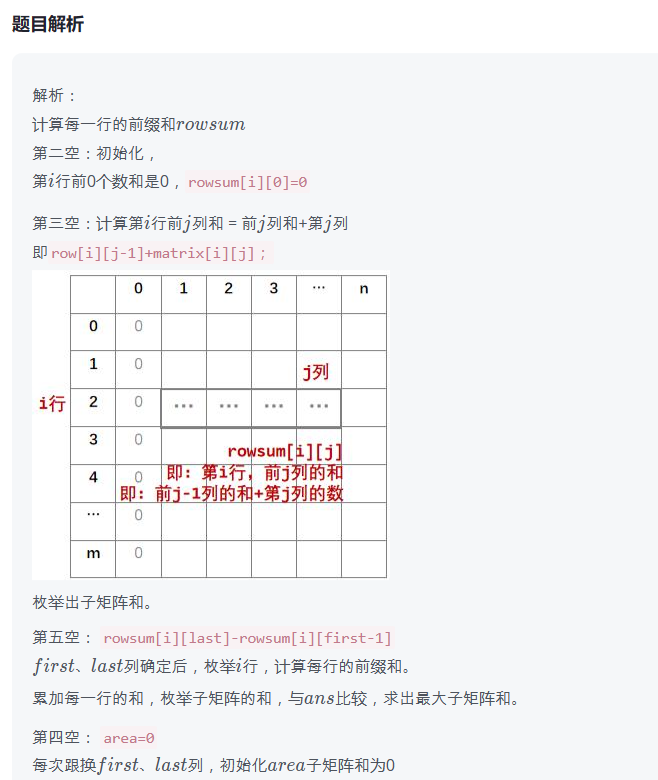 题目解析
解析：
计算每一行的前缀和rowsum
第二空：初始化，
第i行前0个数和是0，rowsum[i][0]=0
第三空：计算第i行前j列和 = 前j列和+第j列
即row[i][j-1]+matrix[i][j]；
0 1 2 3 ... n
0 0
1 0
j列
i行 2 0 ... ... ... ...
3 0
rowsum[i][j]
4 0 即：第i行，前j列的和
即：前j-1列的和+第j列的数
... 0
m 0
枚举出子矩阵和。
第五空： rowsum[i][last]-rowsum[i][first-1]
first、last列确定后，枚举i行，计算每行的前缀和。
累加每一行的和，枚举子矩阵的和，与ans比较，求出最大子矩阵和。
第四空： area=0
每次跟换first、last列，初始化area子矩阵和为0